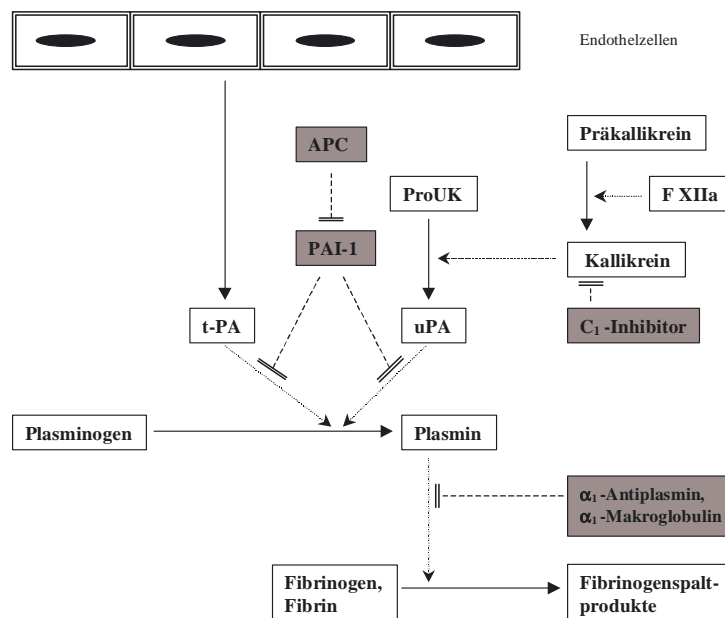 Endothelzellen
Präkallikrein
APC
ProUK
F XIIa
PAI-1
Kallikrein
t-PA
uPA
C₁-Inhibitor
Plasminogen
Plasmin
α₁-Antiplasmin,
α₁-Makroglobulin
Fibrinogen,
Fibrin
Fibrinogenspalt-
produkte